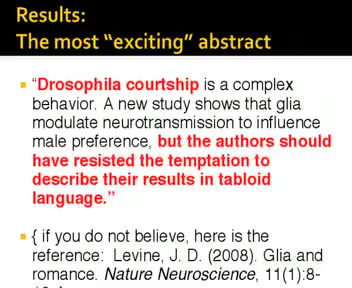 Results:
The most “exciting” abstract
“Drosophila courtship is a complex
behavior. A new study shows that glia
modulate neurotransmission to influence
male preference, but the authors should
have resisted the temptation to
describe their results in tabloid
language.”
{ if you do not believe, here is the
reference: Levine, J. D. (2008). Glia and
romance. Nature Neuroscience, 11(1):8-